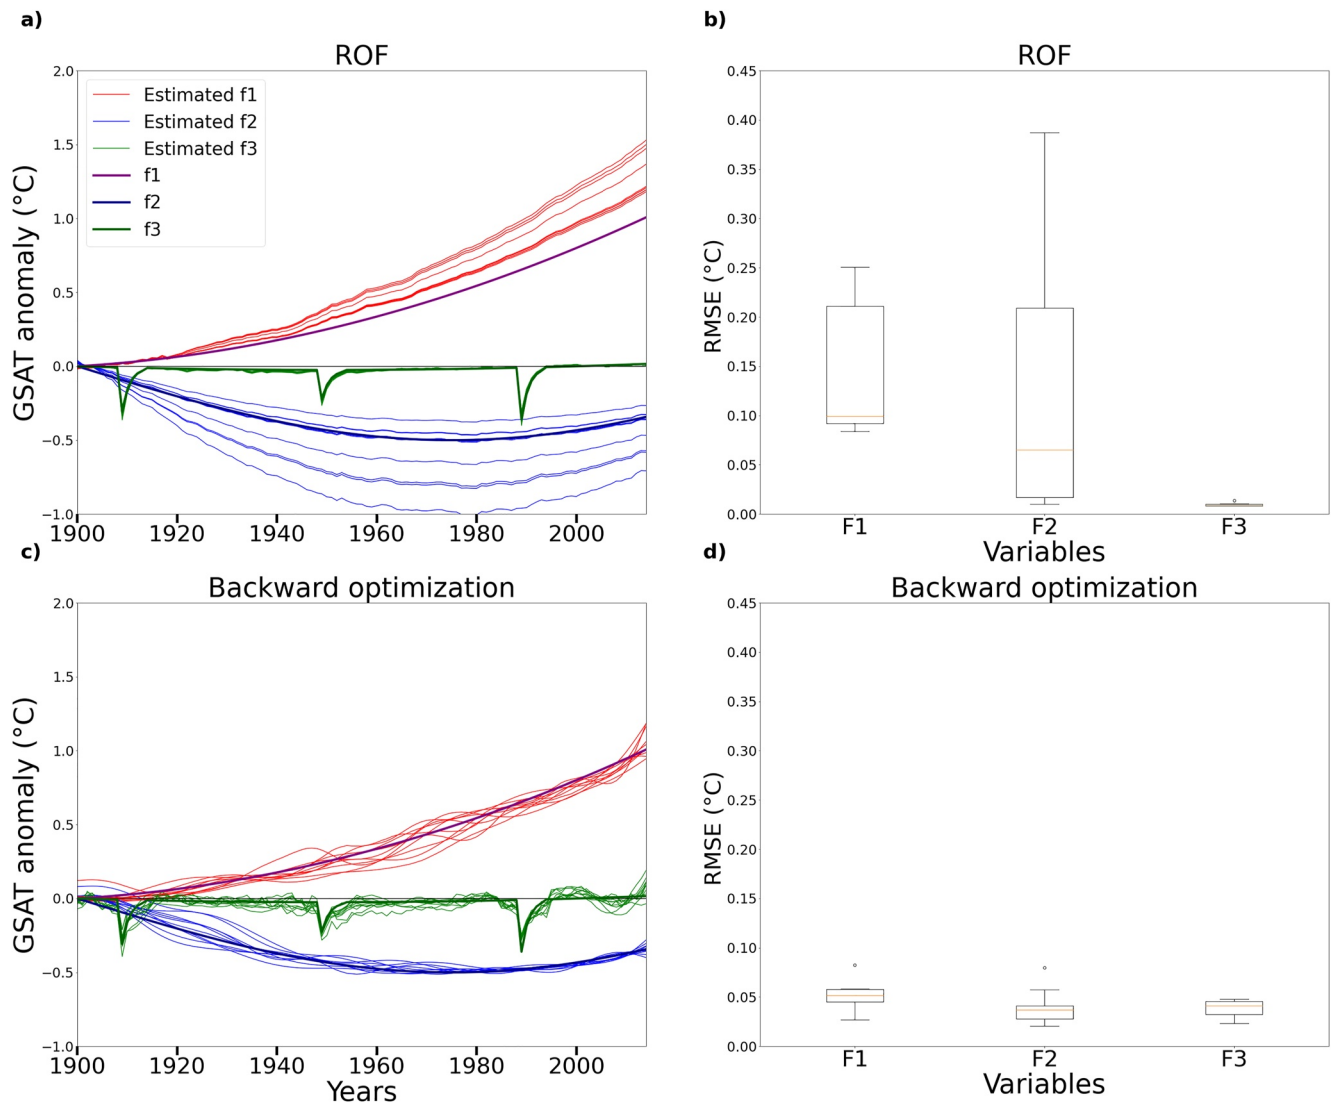 a)
ROF
GSAT anomaly (°C)
2.0
1.5
1.0
0.5
0.0
−0.5
−1.0
Estimated f1
Estimated f2
Estimated f3
f1
f2
f3
1900 1920 1940 1960 1980 2000
b)
ROF
RMSE (°C)
0.45
0.40
0.35
0.30
0.25
0.20
0.15
0.10
0.05
0.00
F1 F2 F3
Variables
c)
Backward optimization
GSAT anomaly (°C)
2.0
1.5
1.0
0.5
0.0
−0.5
−1.0
1900 1920 1940 1960 1980 2000
Years
d)
Backward optimization
RMSE (°C)
0.45
0.40
0.35
0.30
0.25
0.20
0.15
0.10
0.05
0.00
F1 F2 F3
Variables